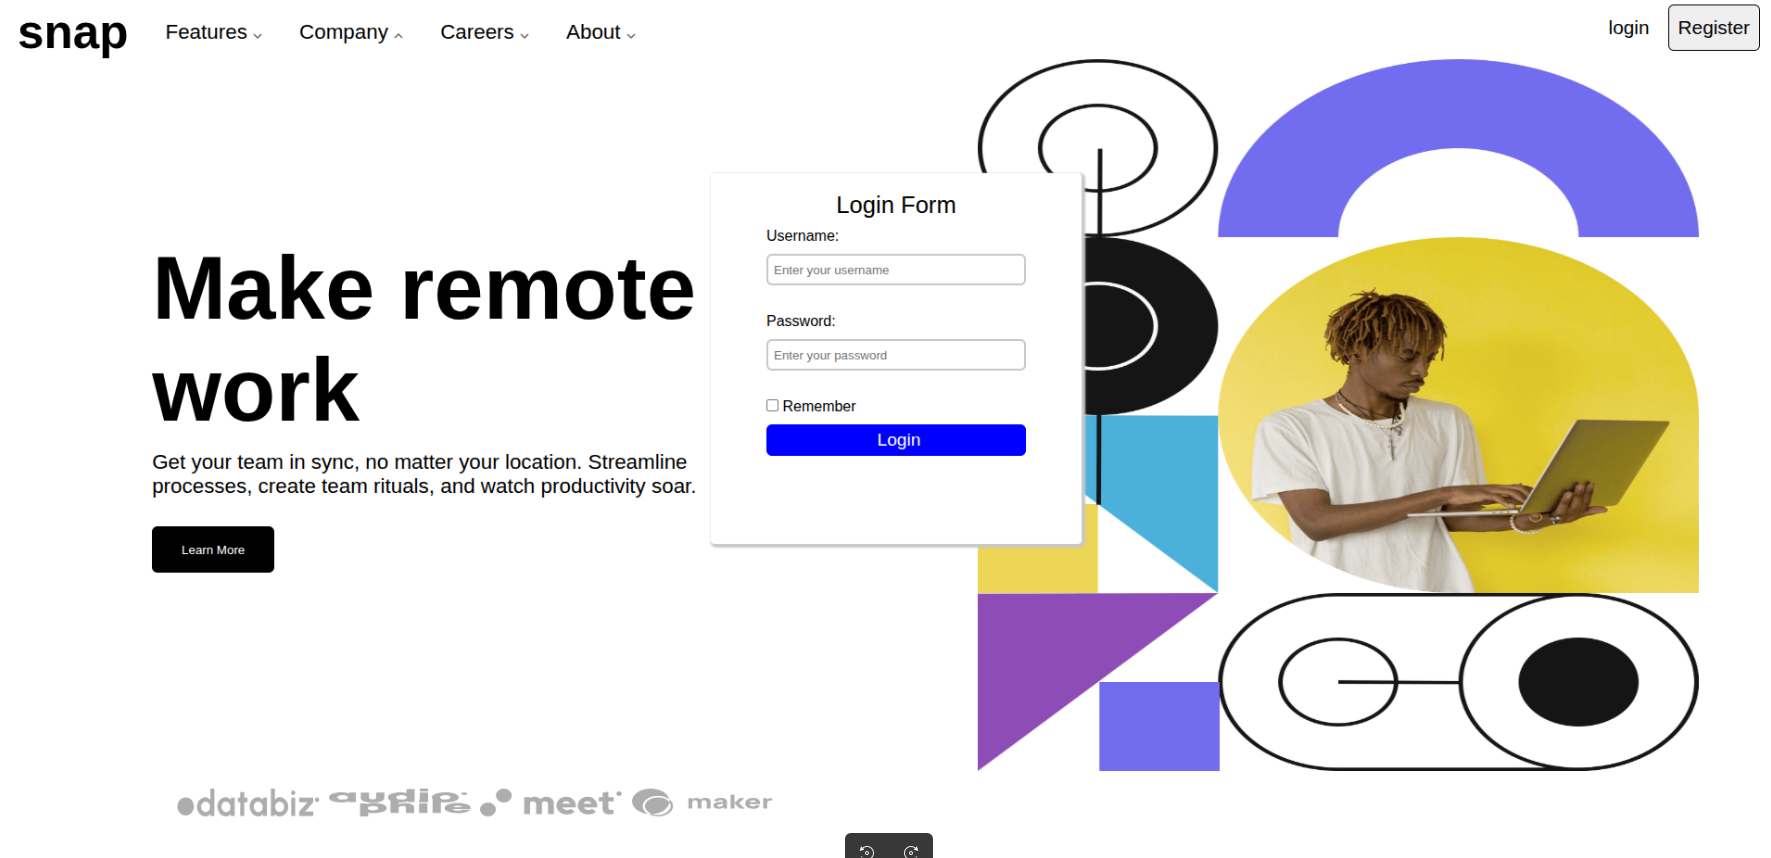 snap
Features
Company
Careers
About
login
Register
Login Form
Username:
Enter your username
Password:
Enter your password
Remember
Login
Make remote
work
Get your team in sync, no matter your location. Streamline
processes, create team rituals, and watch productivity soar.
Learn More
databiz
audiophile
meet
maker